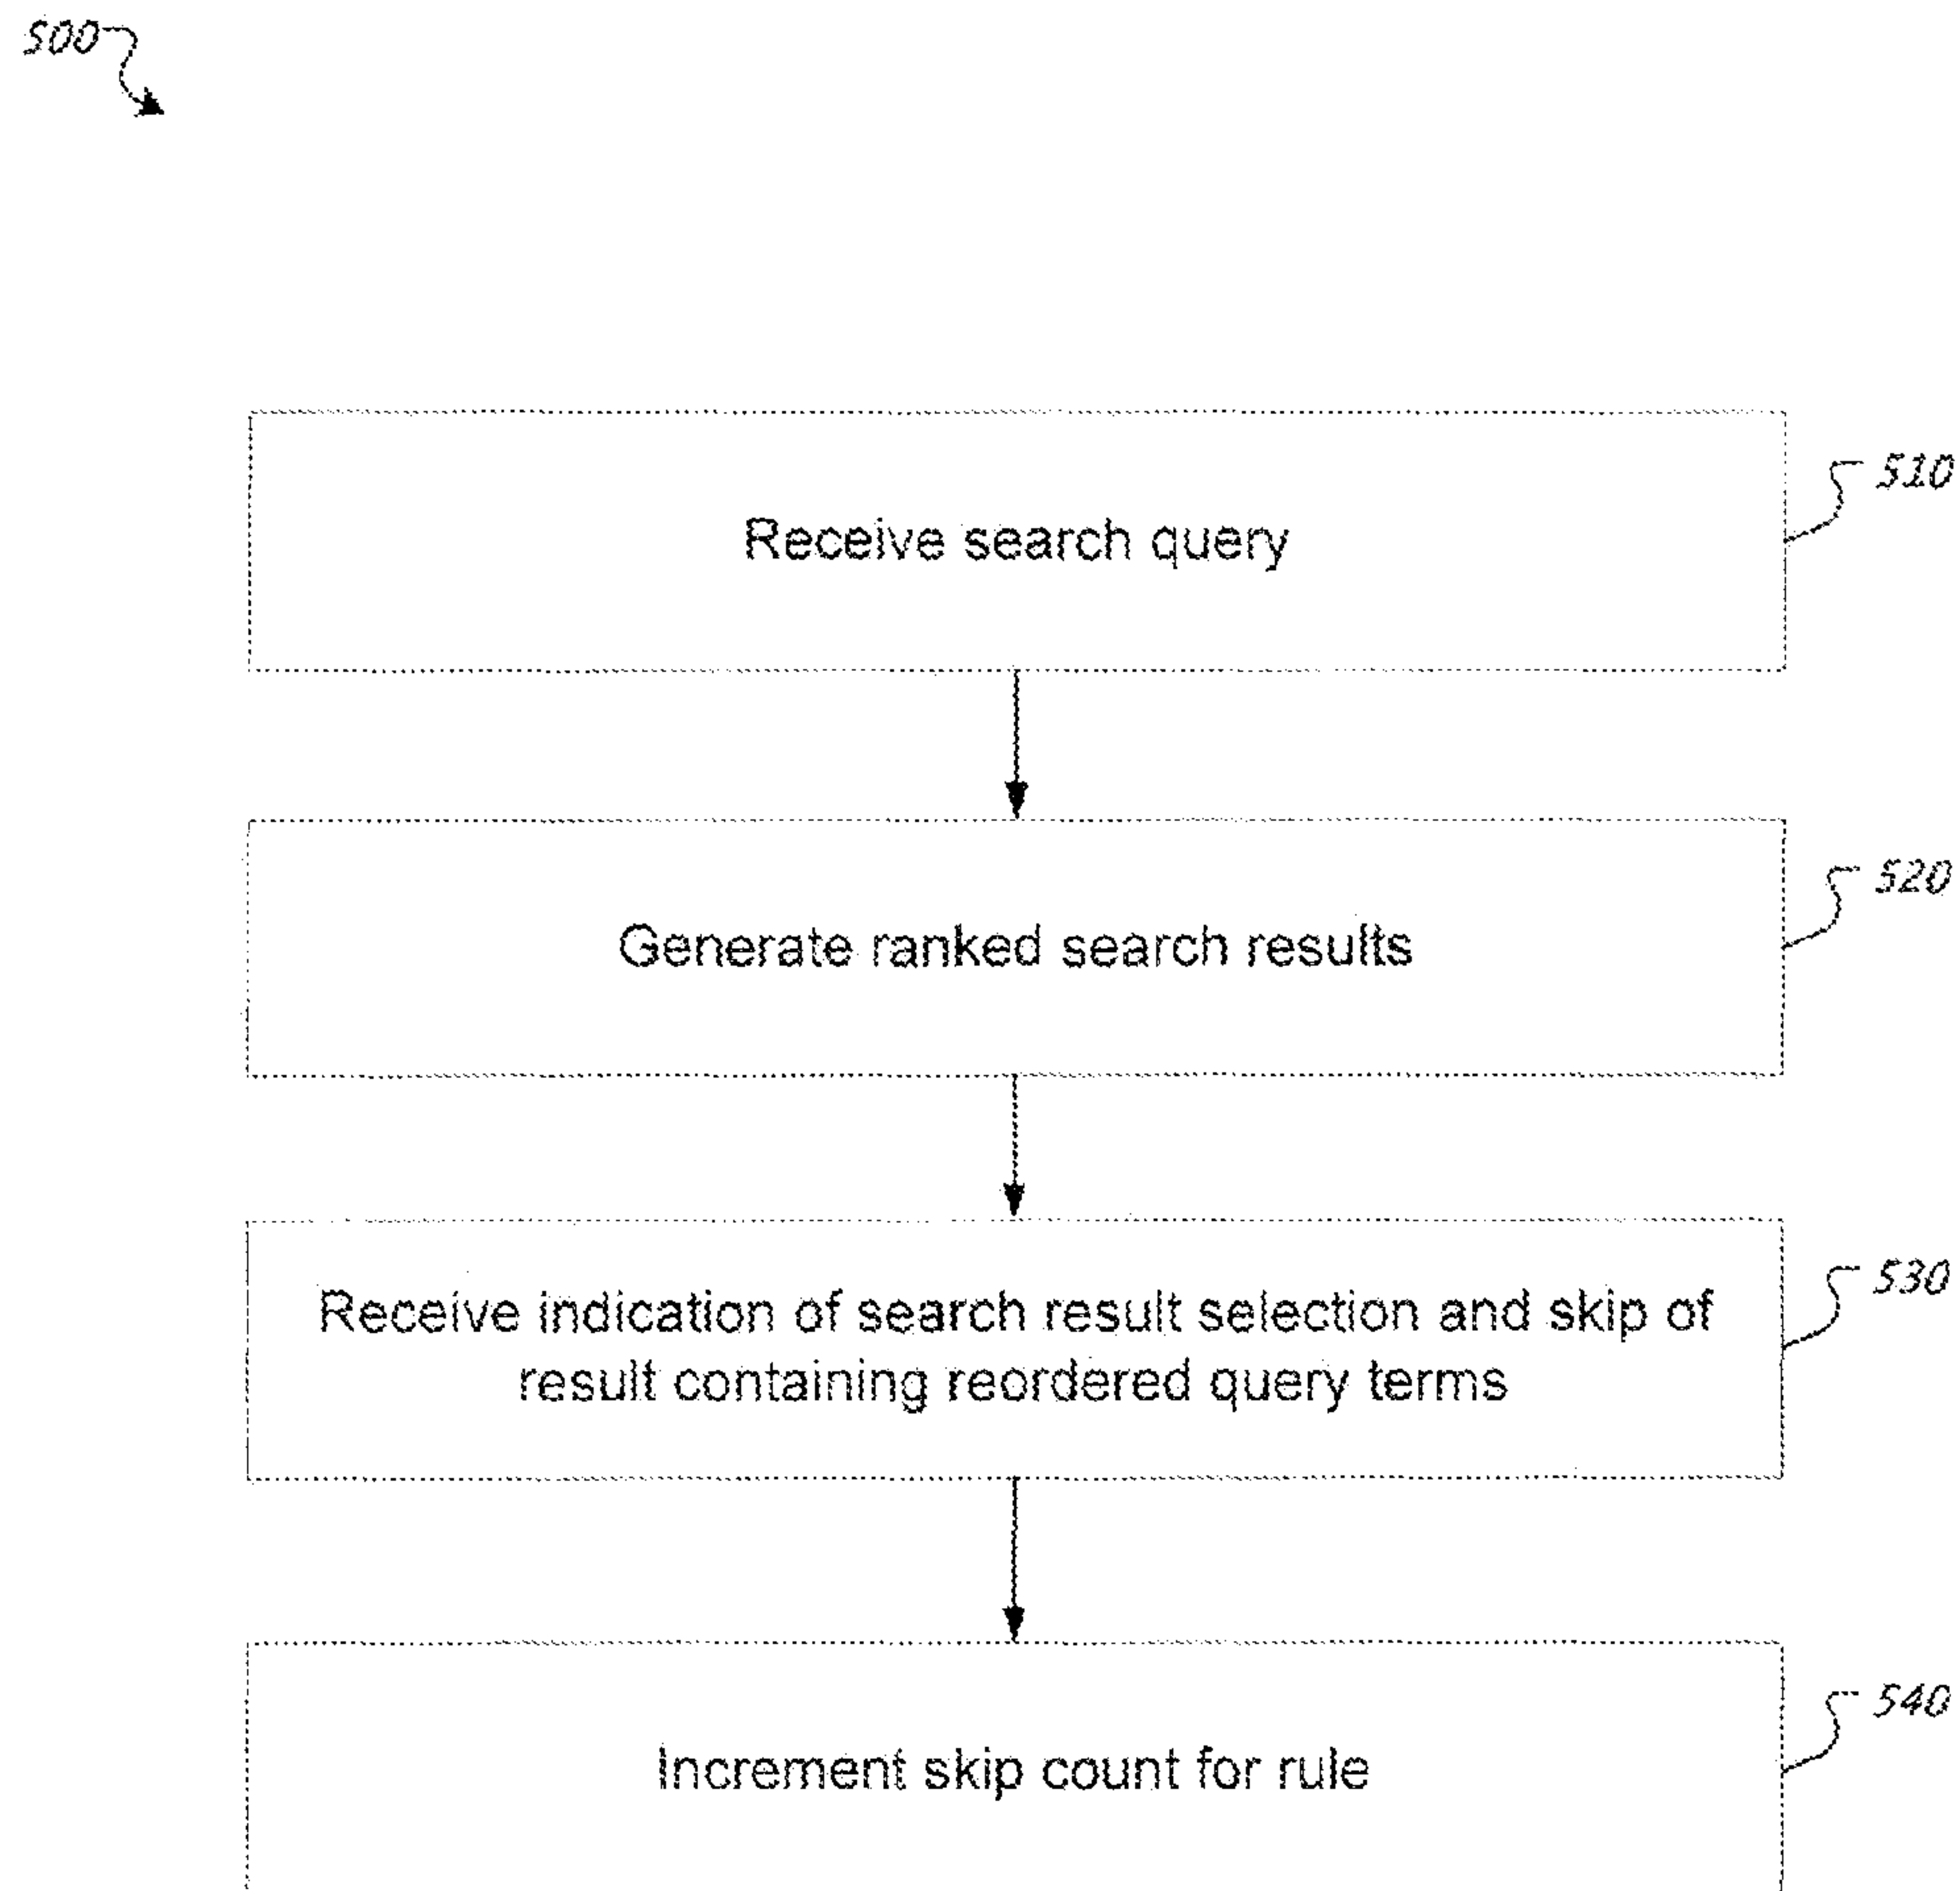 500
Receive search query
510
Generate ranked search results
520
Receive indication of search result selection and skip of
result containing reordered query terms
530
Increment skip count for rule
540